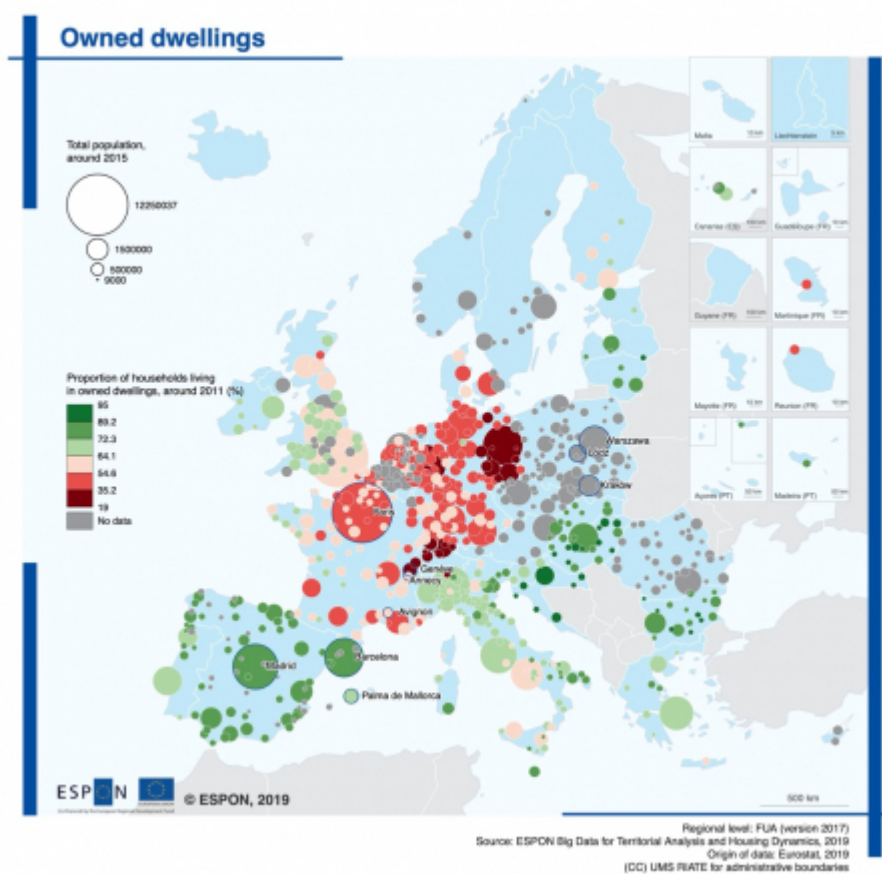 Owned dwellings
Total population,
around 2015
12250037
1500000
500000
9000
Proportion of households living
in owned dwellings, around 2011 (%)
95
89.2
72.3
64.1
54.6
35.2
19
No data
Malte
Liechtenstein
Canarias (ES)
Guadeloupe (FR)
Guyane (FR)
Martinique (FR)
Mayotte (FR)
Réunion (FR)
Açores (PT)
Madeira (PT)
Warszawa
Łódź
Kraków
Paris
Genève
Annecy
Avignon
Madrid
Barcelona
Palma de Mallorca
ESPON
© ESPON, 2019
500 km
Regional level: FUA (version 2017)
Source: ESPON Big Data for Territorial Analysis and Housing Dynamics, 2019
Origin of data: Eurostat, 2019
(CC) UMS RIATE for administrative boundaries